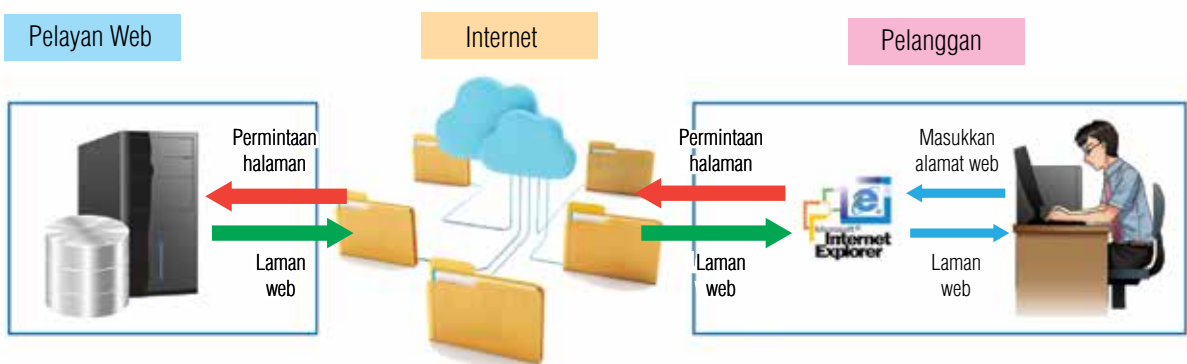 Pelayan Web
Internet
Pelanggan
Permintaan
halaman
Laman
web
Permintaan
halaman
Laman
web
Masukkan
alamat web
Microsoft®
Internet
Explorer
Laman
web